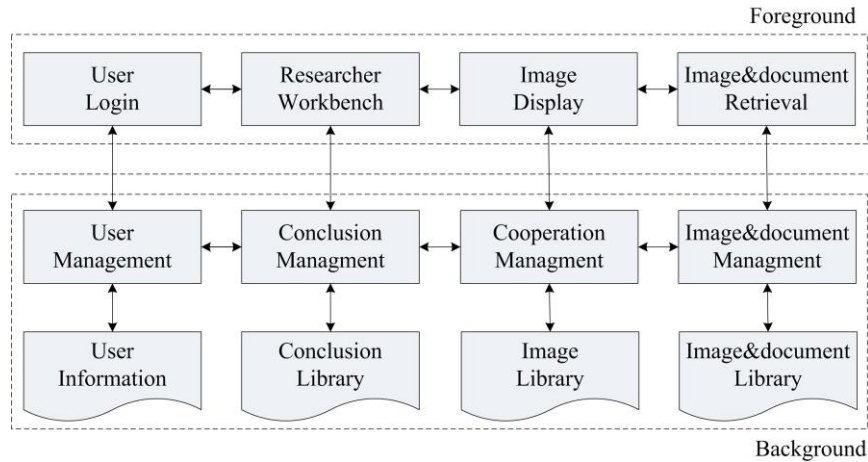 Foreground
User
Login
Researcher
Workbench
Image
Display
Image&document
Retrieval
User
Management
Conclusion
Managment
Cooperation
Managment
Image&document
Managment
User
Information
Conclusion
Library
Image
Library
Image&document
Library
Background